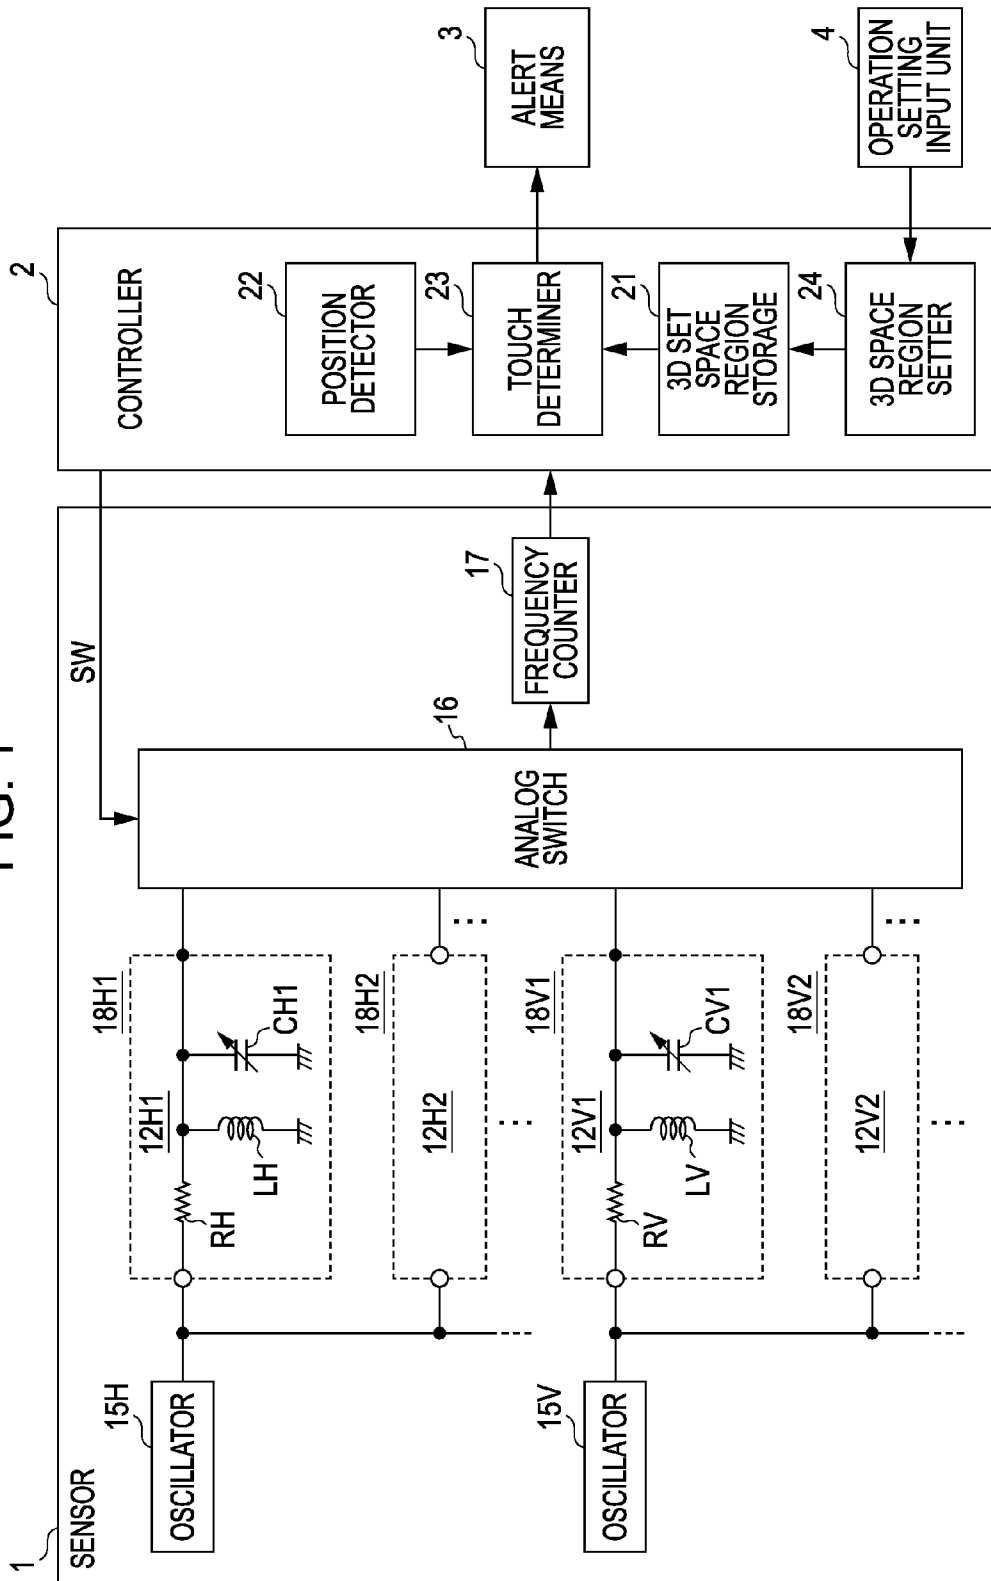 FIG. 1
1
SENSOR
15H
OSCILLATOR
15V
OSCILLATOR
18H1
12H1
RH
LH
CH1
18H2
12H2
...
...
18V1
12V1
RV
LV
CV1
18V2
12V2
...
...
16
ANALOG
SWITCH
SW
17
FREQUENCY
COUNTER
2
CONTROLLER
22
POSITION
DETECTOR
23
TOUCH
DETERMINER
21
3D SET
SPACE
REGION
STORAGE
24
3D SPACE
REGION
SETTER
3
ALERT
MEANS
4
OPERATION
SETTING
INPUT UNIT